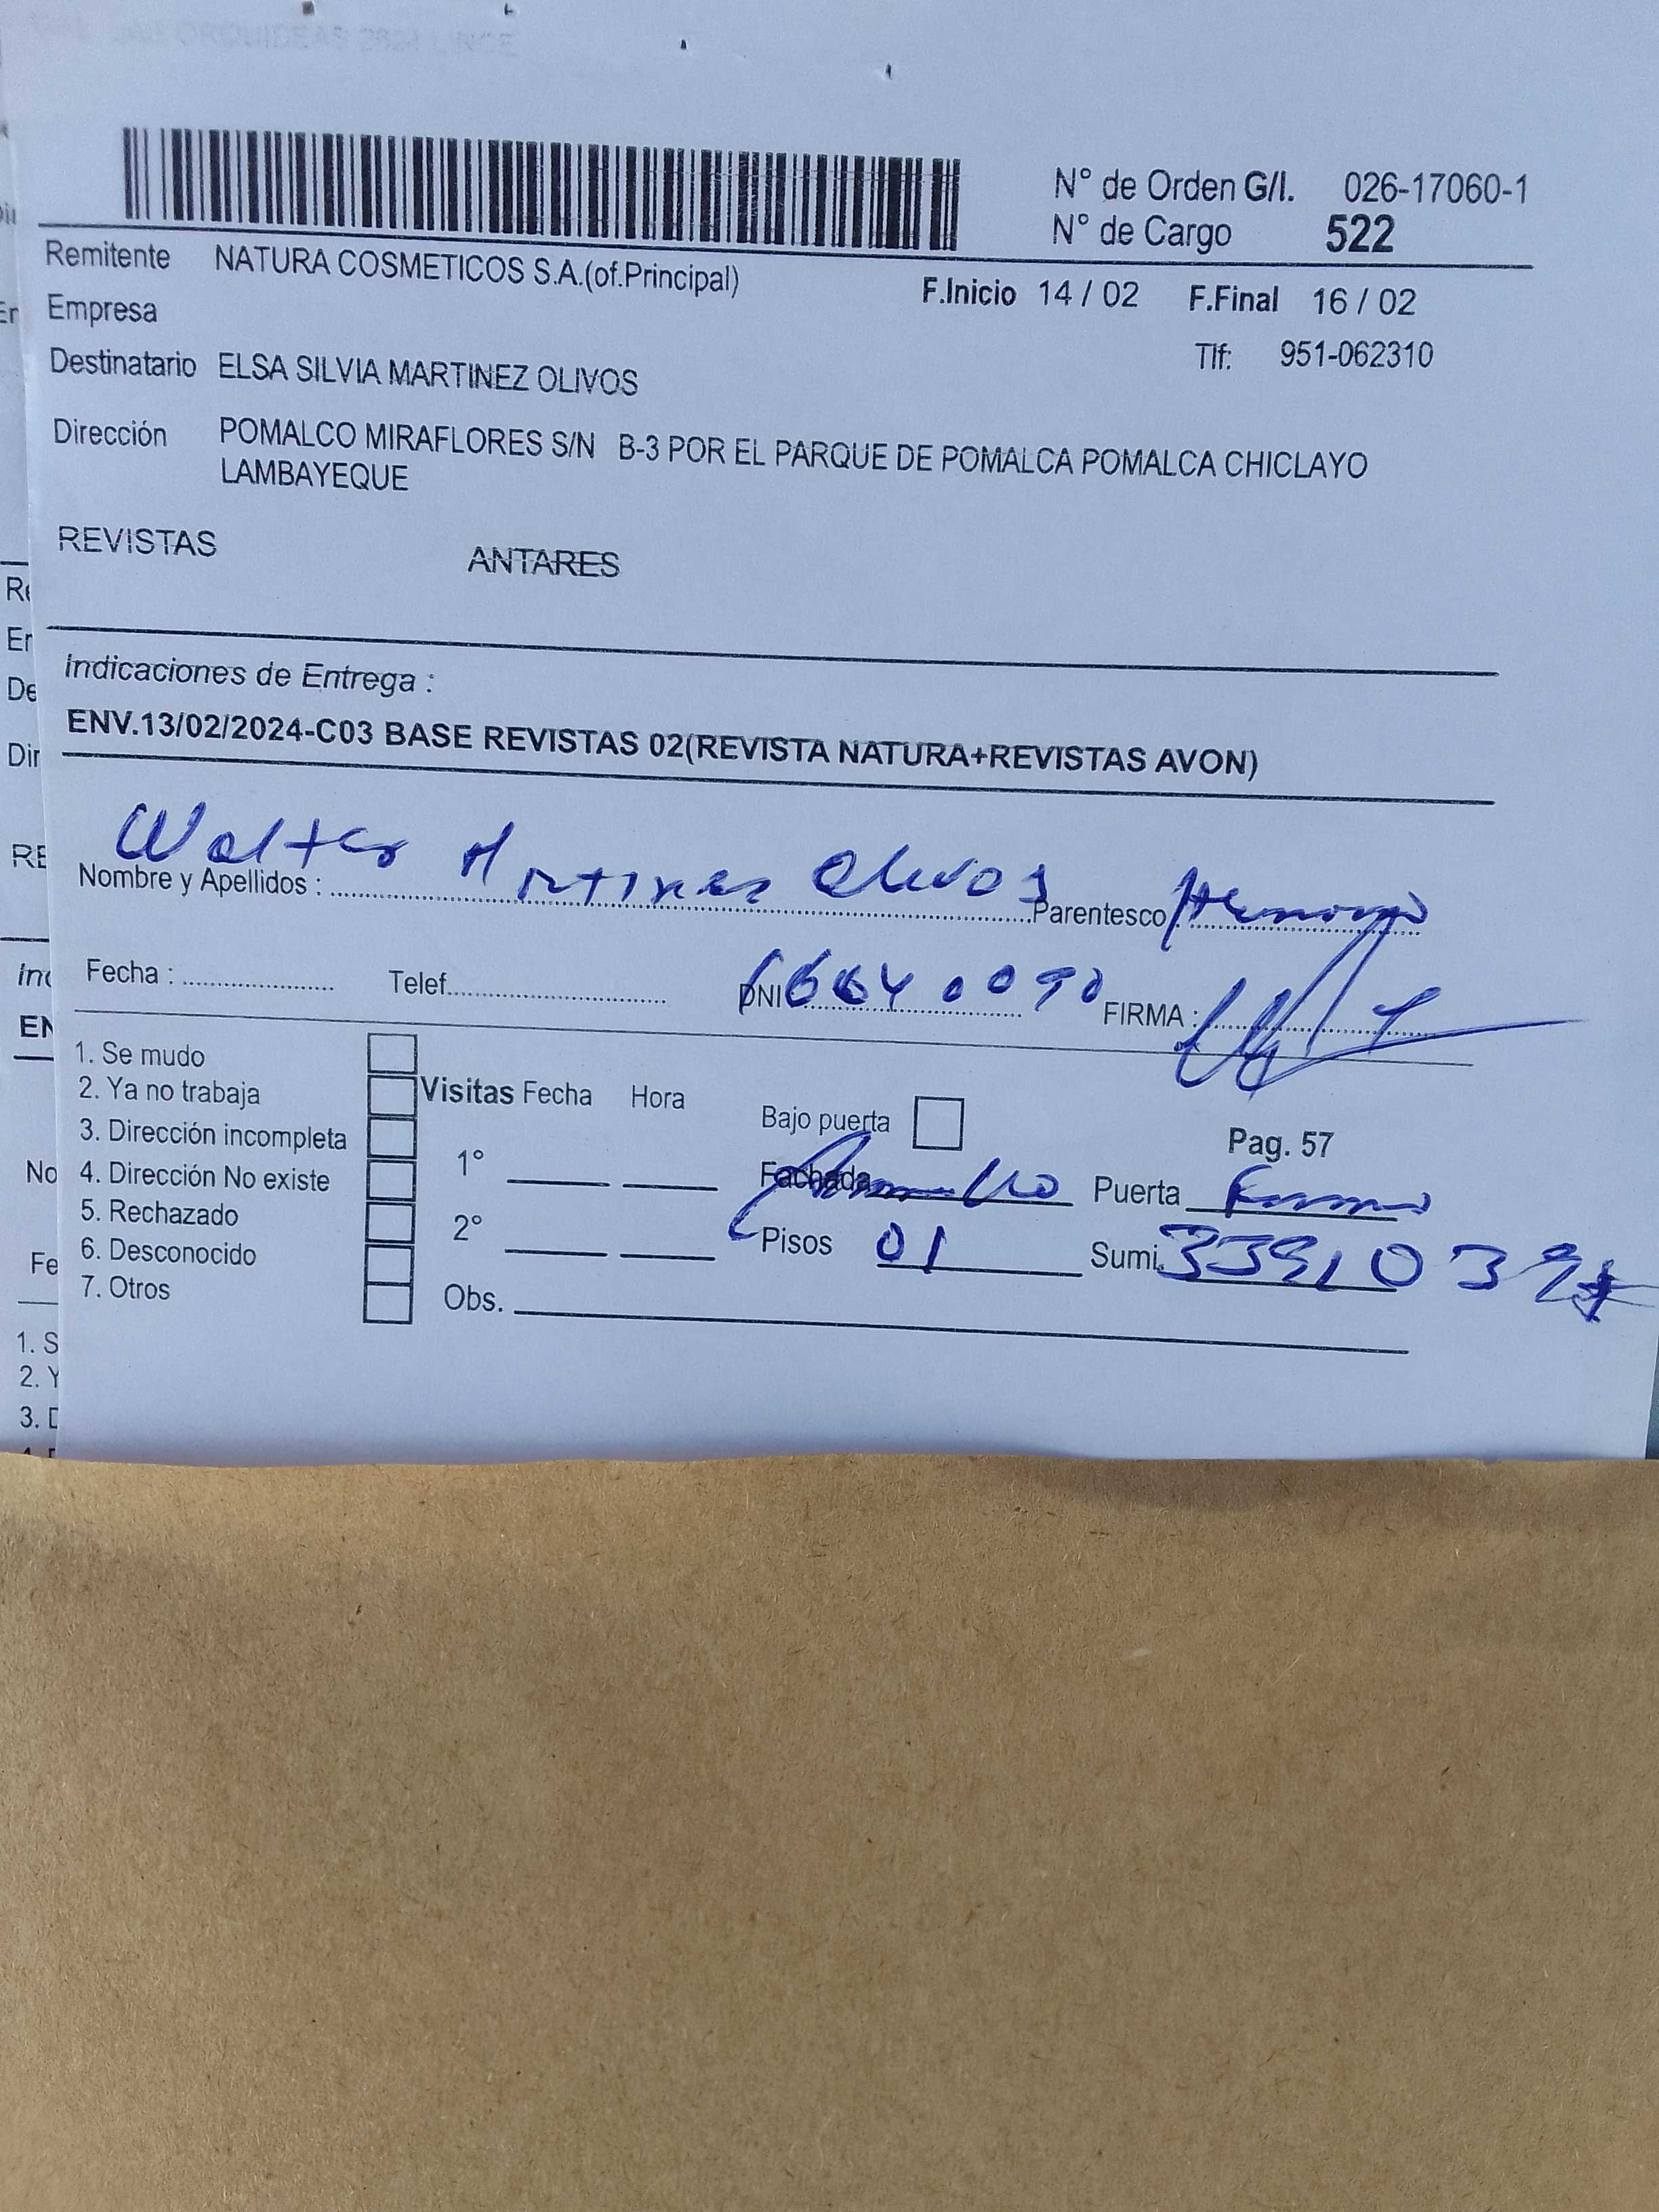 N° de Orden G/I. 026-17060-1
N° de Cargo 522
Remitente NATURA COSMETICOS S.A.(of.Principal)
F.Inicio 14 / 02 F.Final 16 / 02
Empresa
Tlf: 951-062310
Destinatario ELSA SILVIA MARTINEZ OLIVOS
Dirección POMALCO MIRAFLORES S/N B-3 POR EL PARQUE DE POMALCA POMALCA CHICLAYO
LAMBAYEQUE
REVISTAS ANTARES
Indicaciones de Entrega :
ENV.13/02/2024-C03 BASE REVISTAS 02(REVISTA NATURA+REVISTAS AVON)
Nombre y Apellidos : Walter Martines Olivos Parentesco Hermano
Fecha : Telef. DNI FIRMA :
1. Se mudo
2. Ya no trabaja
3. Dirección incompleta
4. Dirección No existe
5. Rechazado
6. Desconocido
7. Otros
Visitas Fecha Hora
1°
2°
Obs.
Bajo puerta
Pag. 57
Fachada Puerta
Pisos 01 Sumi.